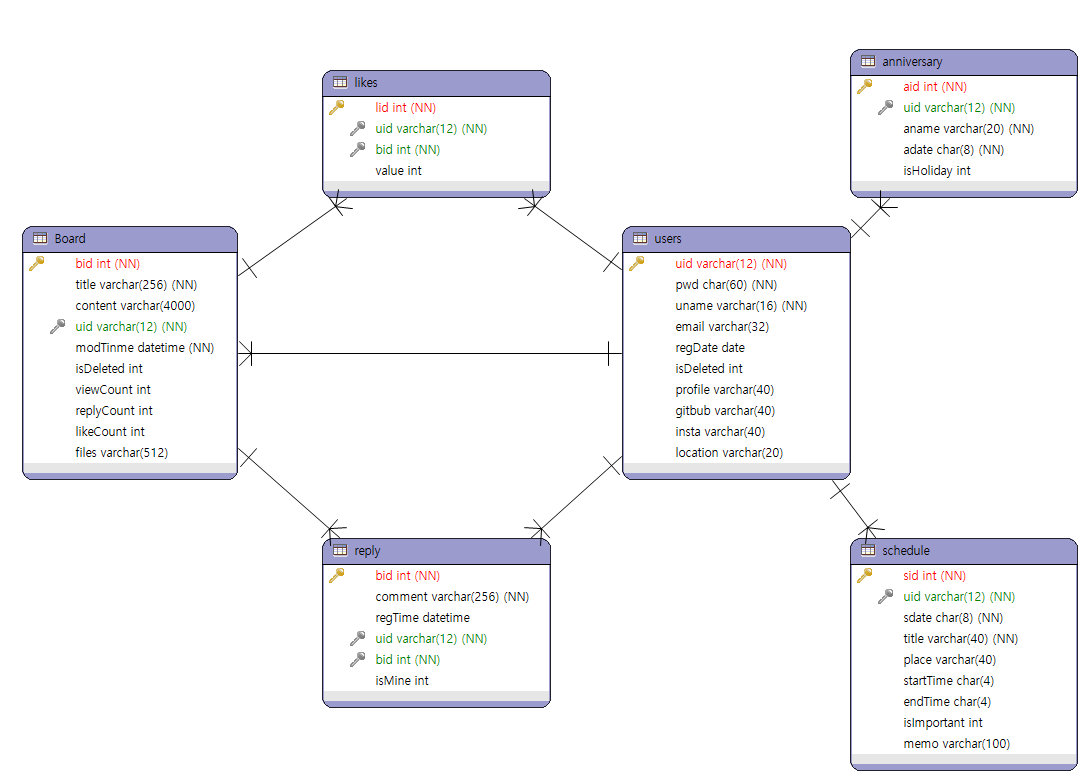 likes
lid int (NN)
uid varchar(12) (NN)
bid int (NN)
value int
anniversary
aid int (NN)
uid varchar(12) (NN)
aname varchar(20) (NN)
adate char(8) (NN)
isHoliday int
Board
bid int (NN)
title varchar(256) (NN)
content varchar(4000)
uid varchar(12) (NN)
modTinme datetime (NN)
isDeleted int
viewCount int
replyCount int
likeCount int
files varchar(512)
users
uid varchar(12) (NN)
pwd char(60) (NN)
uname varchar(16) (NN)
email varchar(32)
regDate date
isDeleted int
profile varchar(40)
gitbub varchar(40)
insta varchar(40)
location varchar(20)
reply
bid int (NN)
comment varchar(256) (NN)
regTime datetime
uid varchar(12) (NN)
bid int (NN)
isMine int
schedule
sid int (NN)
uid varchar(12) (NN)
sdate char(8) (NN)
title varchar(40) (NN)
place varchar(40)
startTime char(4)
endTime char(4)
isImportant int
memo varchar(100)